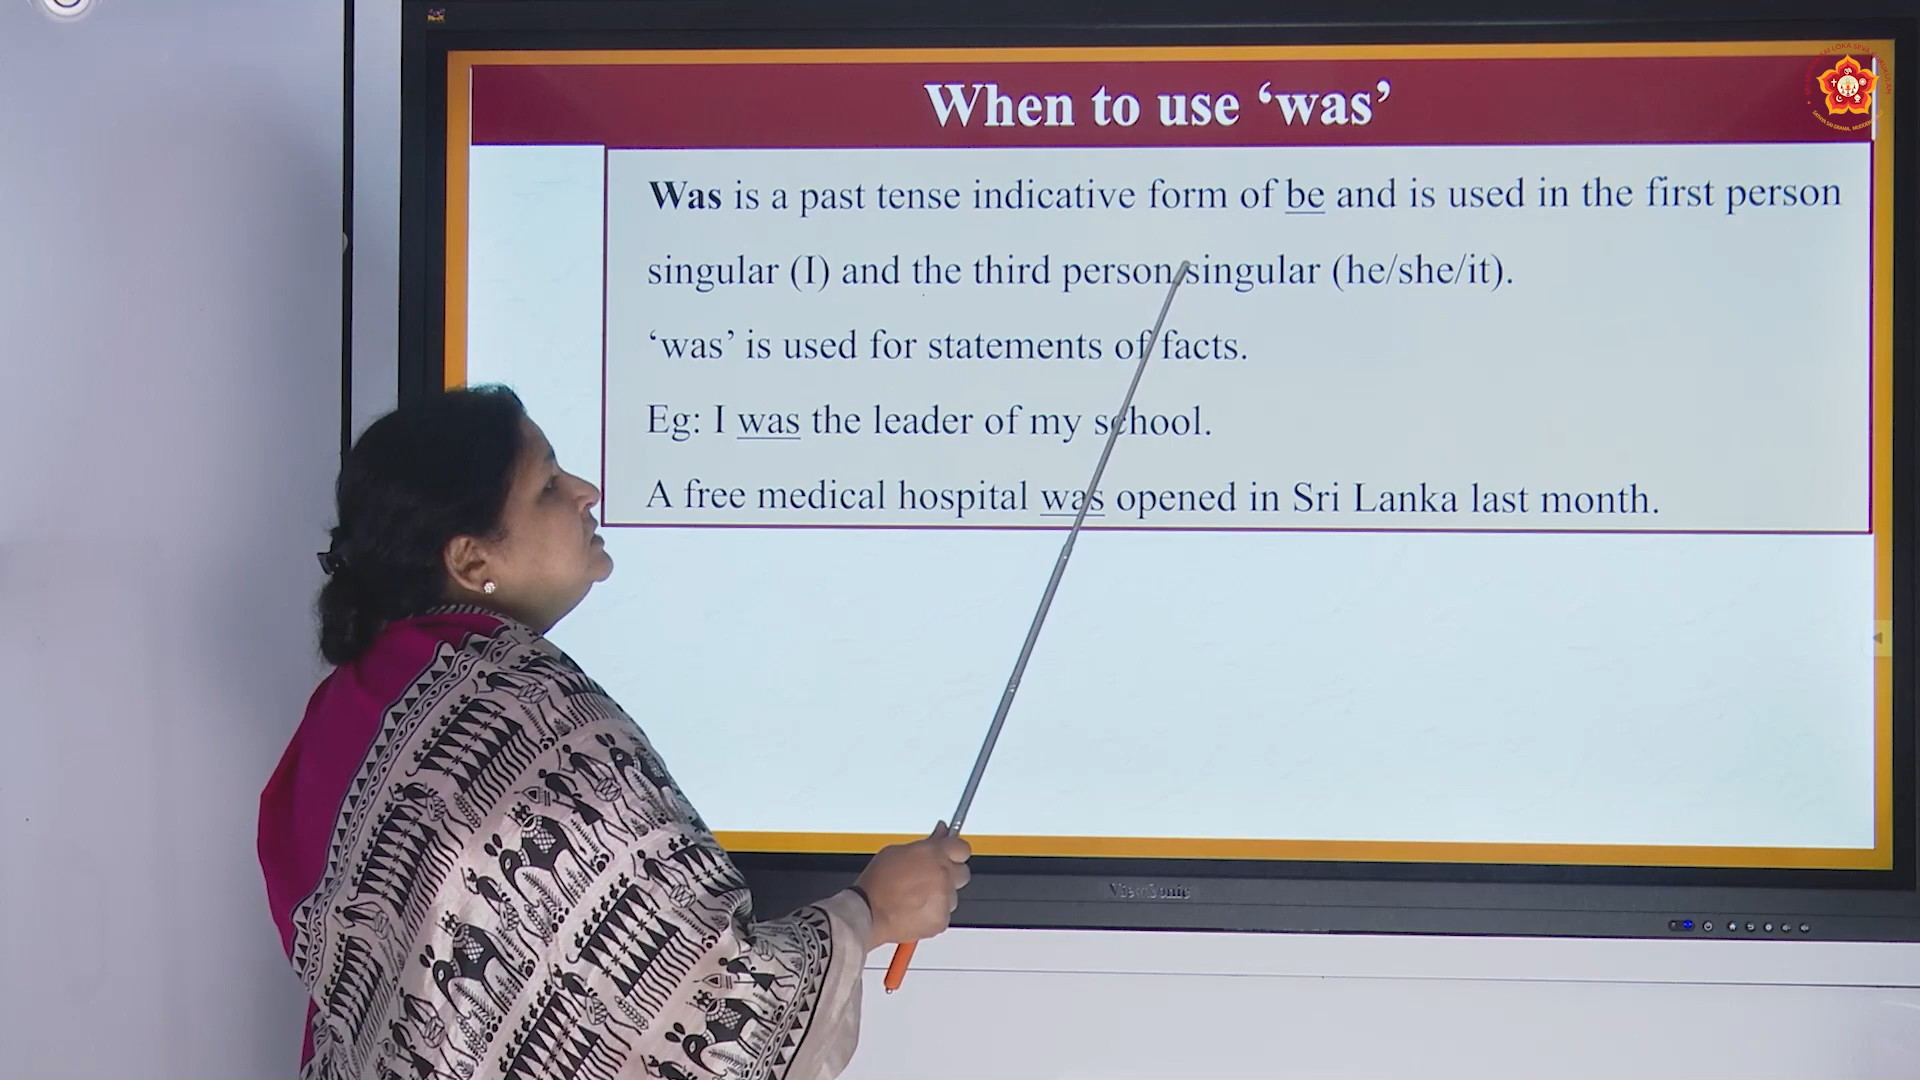 When to use ‘was’
Was is a past tense indicative form of be and is used in the first person
singular (I) and the third person singular (he/she/it).
‘was’ is used for statements of facts.
Eg: I was the leader of my school.
A free medical hospital was opened in Sri Lanka last month.
ViewSonic